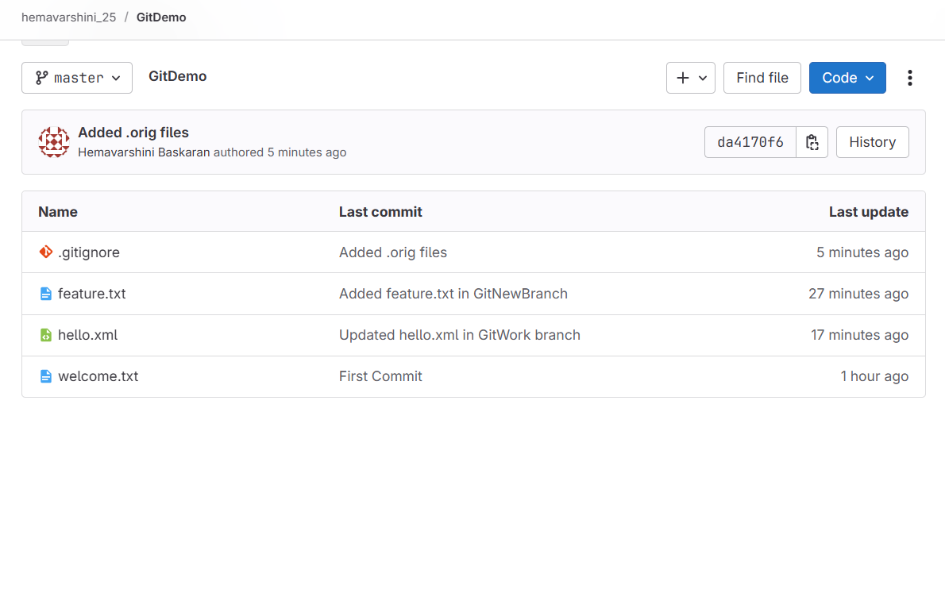 hemavarshini_25 / GitDemo
master GitDemo + Find file Code
Added .orig files
Hemavarshini Baskaran authored 5 minutes ago
da4170f6 History
Name Last commit Last update
.gitignore Added .orig files 5 minutes ago
feature.txt Added feature.txt in GitNewBranch 27 minutes ago
hello.xml Updated hello.xml in GitWork branch 17 minutes ago
welcome.txt First Commit 1 hour ago